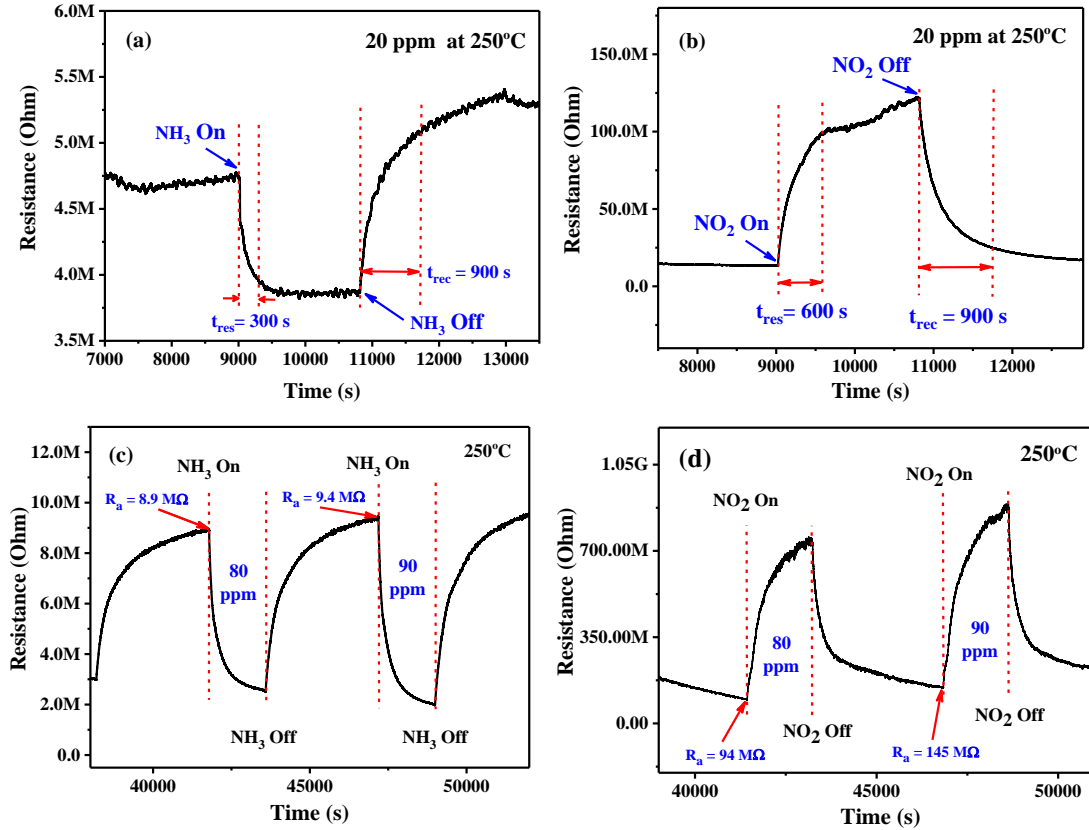 (a)
20 ppm at 250ºC
NH3 On
tres= 300 s
trec = 900 s
NH3 Off
Resistance (Ohm)
6.0M
5.5M
5.0M
4.5M
4.0M
3.5M
7000
8000
9000
10000
11000
12000
13000
Time (s)
(b)
20 ppm at 250ºC
NO2 Off
NO2 On
tres= 600 s
trec = 900 s
Resistance (Ohm)
150.0M
100.0M
50.0M
0.0
8000
9000
10000
11000
12000
Time (s)
(c)
250ºC
NH3 On
NH3 On
Ra = 8.9 MΩ
Ra = 9.4 MΩ
80
ppm
90
ppm
NH3 Off
NH3 Off
Resistance (Ohm)
12.0M
10.0M
8.0M
6.0M
4.0M
2.0M
0.0
40000
45000
50000
Time (s)
(d)
250ºC
NO2 On
NO2 On
80
ppm
90
ppm
NO2 Off
NO2 Off
Ra = 94 MΩ
Ra = 145 MΩ
Resistance (Ohm)
1.05G
700.00M
350.00M
0.00
40000
45000
50000
Time (s)